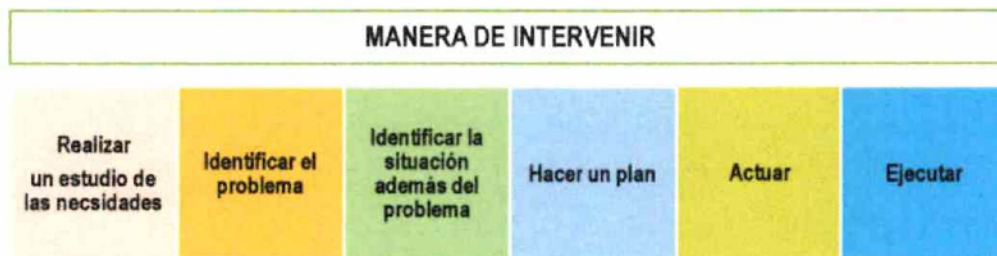 MANERA DE INTERVENIR
Realizar
un estudio de
las necsidades
Identificar el
problema
Identificar la
situación
además del
problema
Hacer un plan
Actuar
Ejecutar